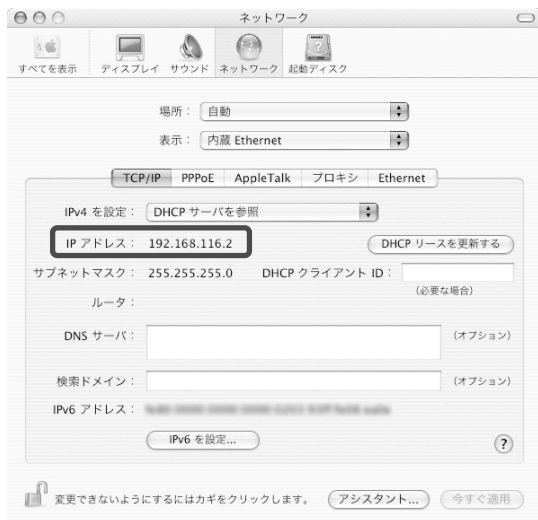 ネットワーク
すべてを表示 ディスプレイ サウンド ネットワーク 起動ディスク
場所： 自動
表示： 内蔵 Ethernet
TCP/IP PPPoE AppleTalk プロキシ Ethernet
IPv4 を設定： DHCP サーバを参照
IP アドレス： 192.168.116.2 DHCP リースを更新する
サブネットマスク： 255.255.255.0 DHCP クライアント ID：
(必要な場合)
ルータ：
DNS サーバ： (オプション)
検索ドメイン： (オプション)
IPv6 アドレス：
IPv6 を設定... ?
変更できないようにするにはカギをクリックします。 アシスタント... 今すぐ適用